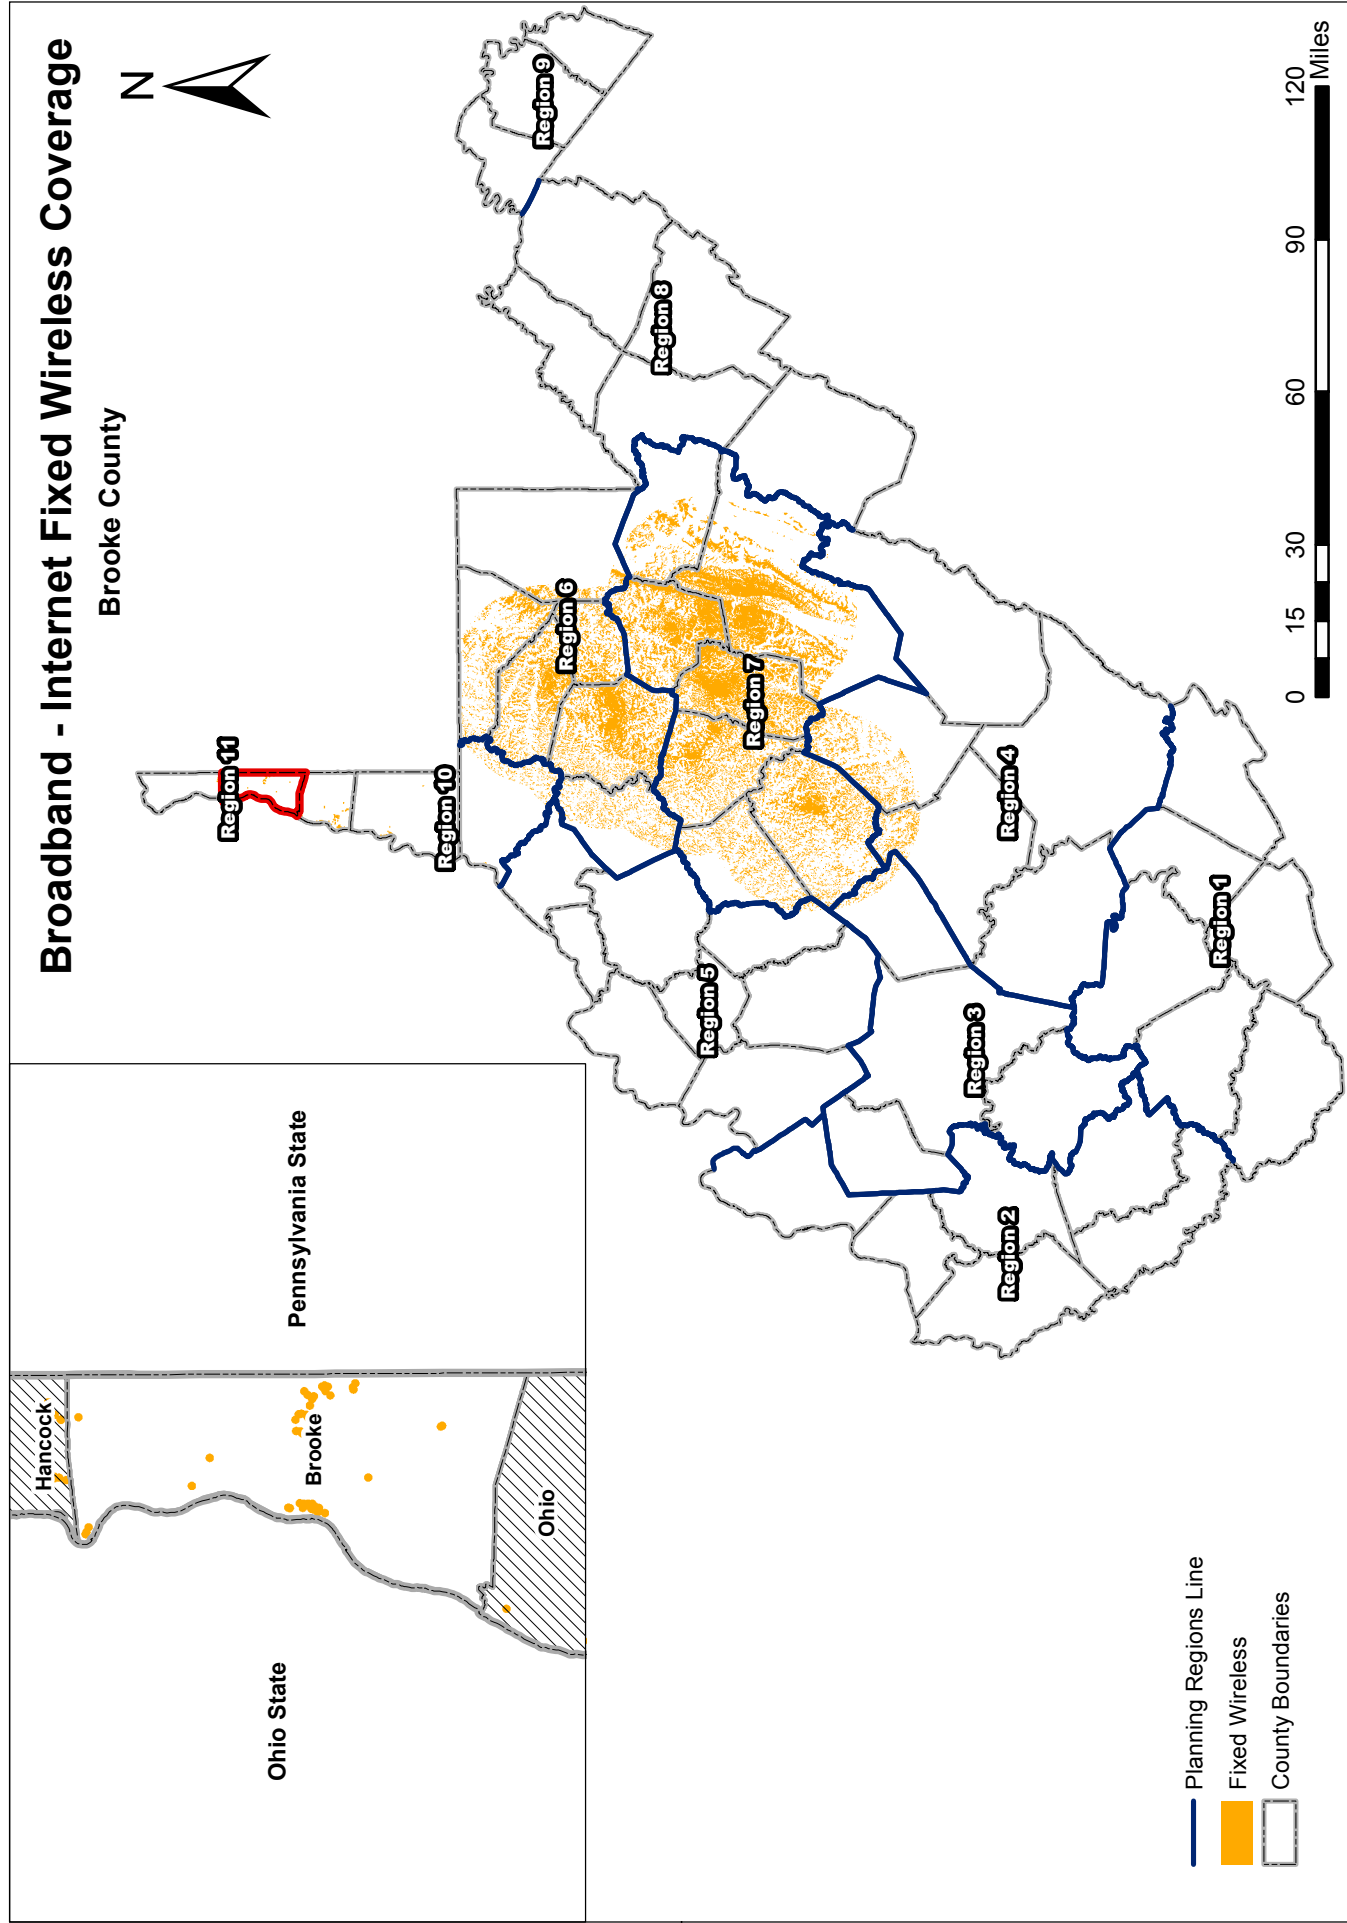 Broadband - Internet Fixed Wireless Coverage
Brooke County
N
Hancock
Brooke
Ohio
Ohio State
Pennsylvania State
Region 11
Region 10
Region 9
Region 6
Region 8
Region 7
Region 5
Region 4
Region 3
Region 1
Region 2
Planning Regions Line
Fixed Wireless
County Boundaries
0 15 30 60 90 120
Miles